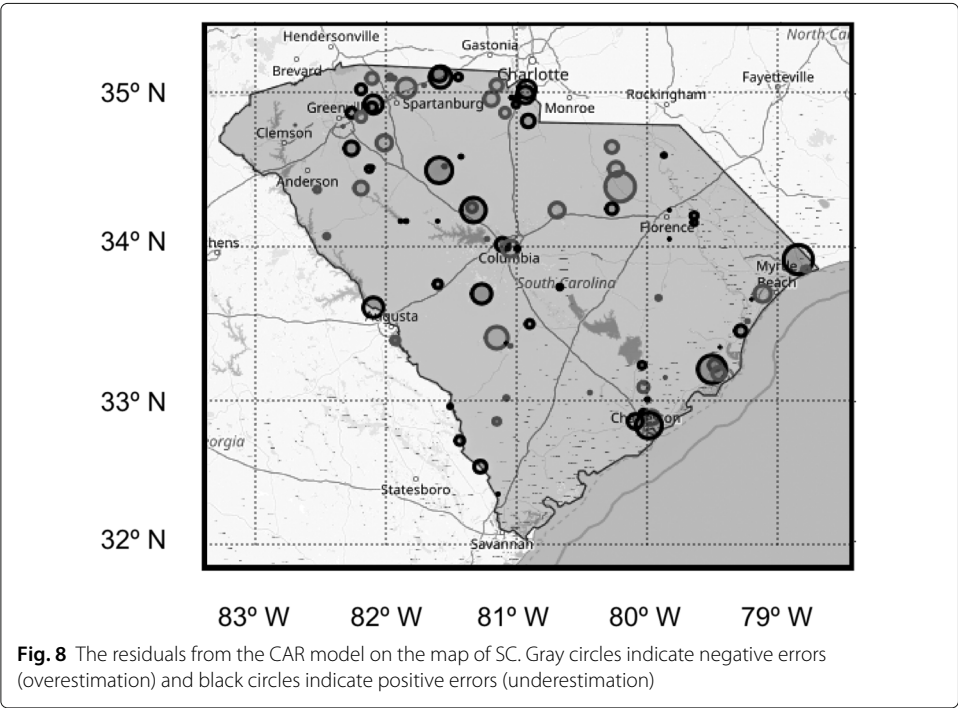 Hendersonville
North Car
Gastonia
Brevard
Charlotte
Fayetteville
35° N
Rockingham
Greenvill
Spartanburg
Monroe
Clemson
Anderson
Florence
34° N
hens
Columbia
Myrtle
Beach
South Carolina
Augusta
33° N
Charleston
eorgia
Statesboro
32° N
Savannah
83° W 82° W 81° W 80° W 79° W
Fig. 8 The residuals from the CAR model on the map of SC. Gray circles indicate negative errors
(overestimation) and black circles indicate positive errors (underestimation)